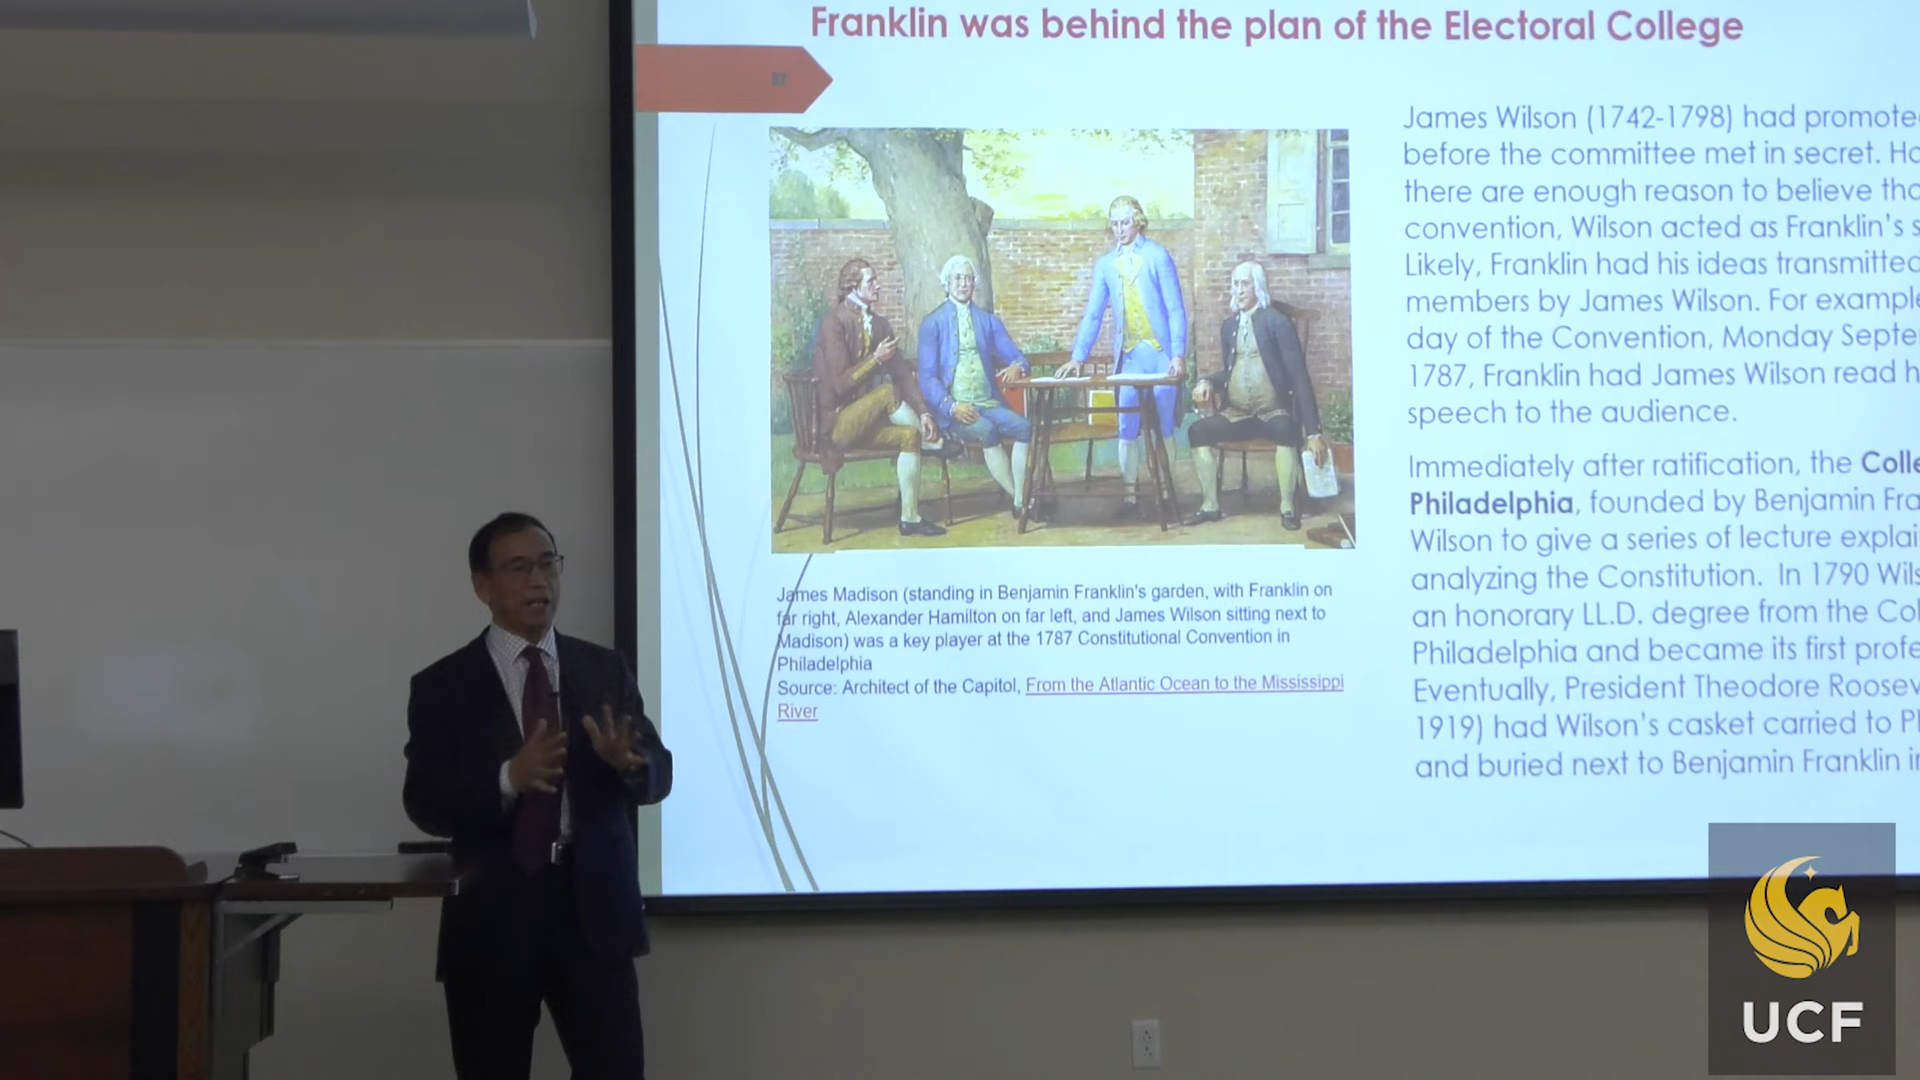 Franklin was behind the plan of the Electoral College
James Wilson (1742-1798) had promote
before the committee met in secret. Ho
there are enough reason to believe tha
convention, Wilson acted as Franklin's s
Likely, Franklin had his ideas transmitted
members by James Wilson. For example
day of the Convention, Monday Septe
1787, Franklin had James Wilson read h
speech to the audience.
Immediately after ratification, the Colle
Philadelphia, founded by Benjamin Fra
Wilson to give a series of lecture explai
analyzing the Constitution. In 1790 Wils
an honorary LL.D. degree from the Col
Philadelphia and became its first profe
Eventually, President Theodore Roosev
1919) had Wilson's casket carried to Ph
and buried next to Benjamin Franklin in
James Madison (standing in Benjamin Franklin's garden, with Franklin on
far right, Alexander Hamilton on far left, and James Wilson sitting next to
Madison) was a key player at the 1787 Constitutional Convention in
Philadelphia
Source: Architect of the Capitol, From the Atlantic Ocean to the Mississippi
River
UCF